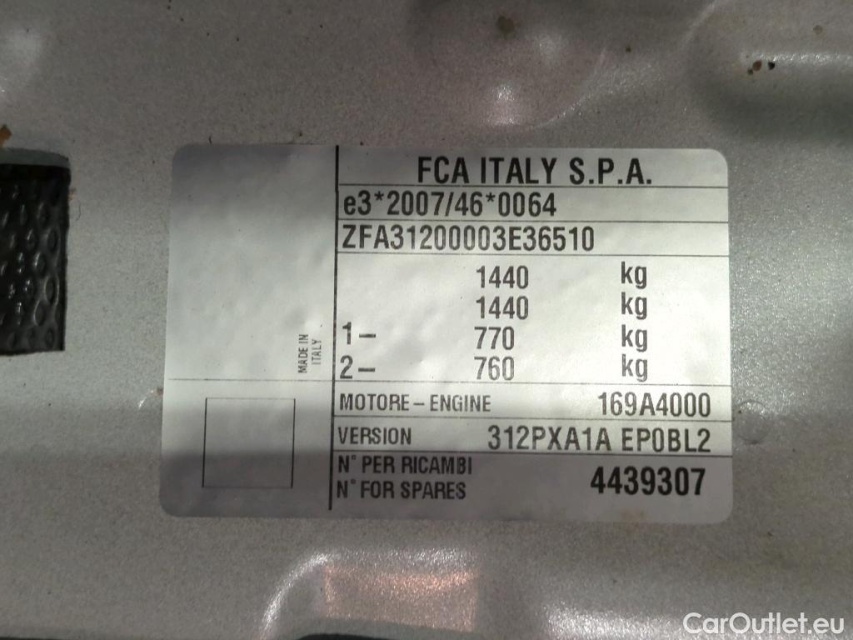 FCA ITALY S.P.A.
e3*2007/46*0064
ZFA31200003E36510
1440 kg
1440 kg
1- 770 kg
2- 760 kg
MADE IN
ITALY
MOTORE - ENGINE 169A4000
VERSION 312PXA1A EP0BL2
N° PER RICAMBI
N° FOR SPARES 4439307
CarOutlet.eu